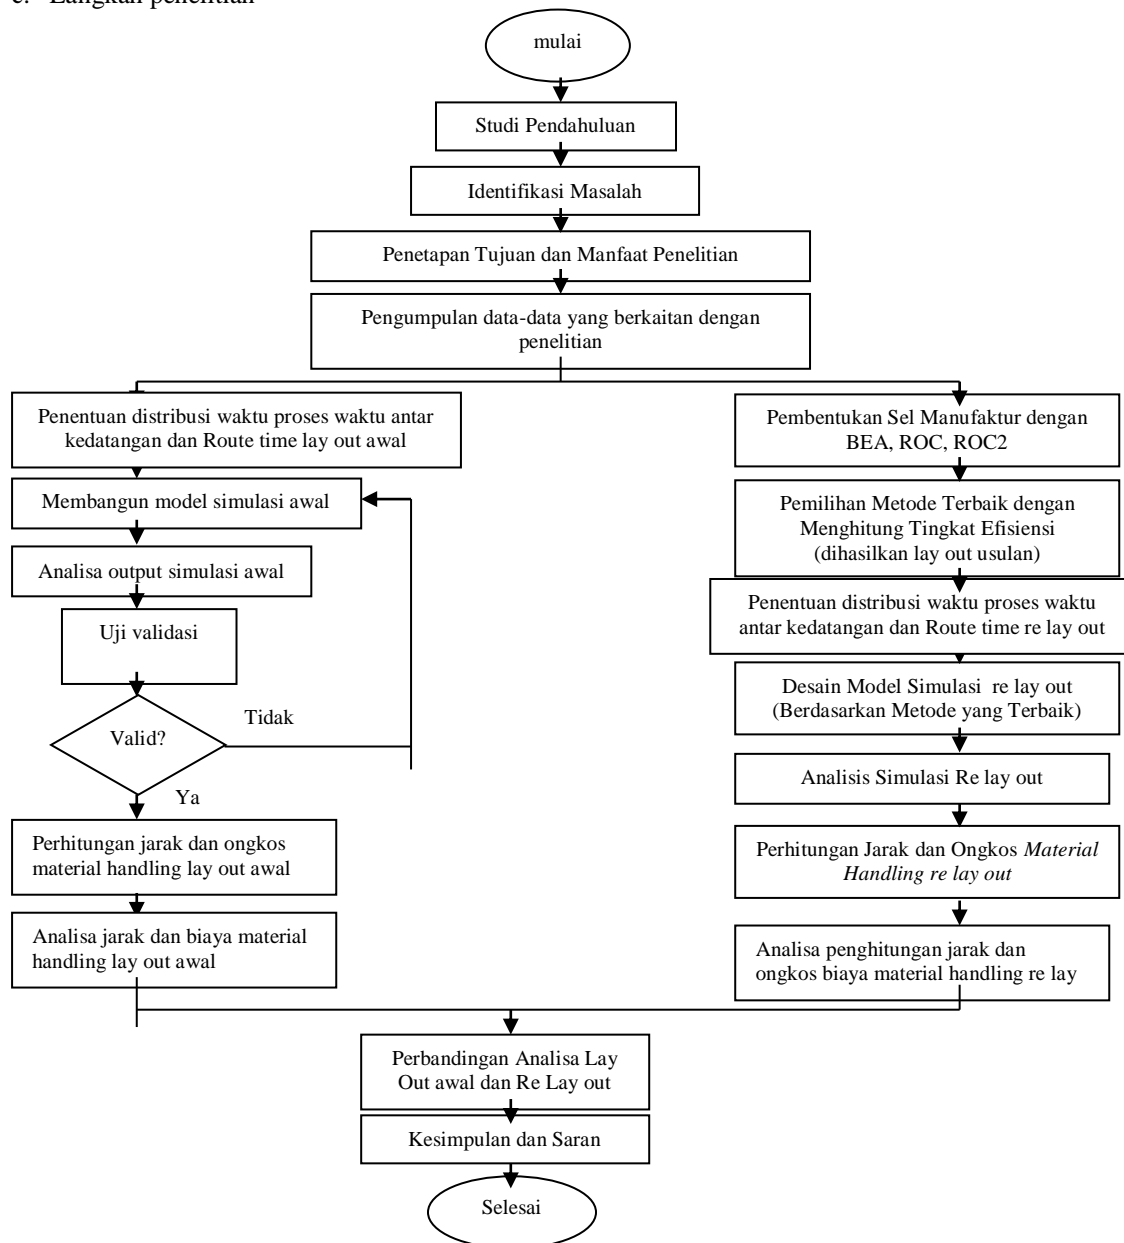 c. Langkah penelitian
mulai
Studi Pendahuluan
Identifikasi Masalah
Penetapan Tujuan dan Manfaat Penelitian
Pengumpulan data-data yang berkaitan dengan
penelitian
Penentuan distribusi waktu proses waktu antar
kedatangan dan Route time lay out awal
Membangun model simulasi awal
Analisa output simulasi awal
Uji validasi
Valid?
Tidak
Ya
Perhitungan jarak dan ongkos
material handling lay out awal
Analisa jarak dan biaya material
handling lay out awal
Pembentukan Sel Manufaktur dengan
BEA, ROC, ROC2
Pemilihan Metode Terbaik dengan
Menghitung Tingkat Efisiensi
(dihasilkan lay out usulan)
Penentuan distribusi waktu proses waktu
antar kedatangan dan Route time re lay out
Desain Model Simulasi re lay out
(Berdasarkan Metode yang Terbaik)
Analisis Simulasi Re lay out
Perhitungan Jarak dan Ongkos Material
Handling re lay out
Analisa penghitungan jarak dan
ongkos biaya material handling re lay
Perbandingan Analisa Lay
Out awal dan Re Lay out
Kesimpulan dan Saran
Selesai